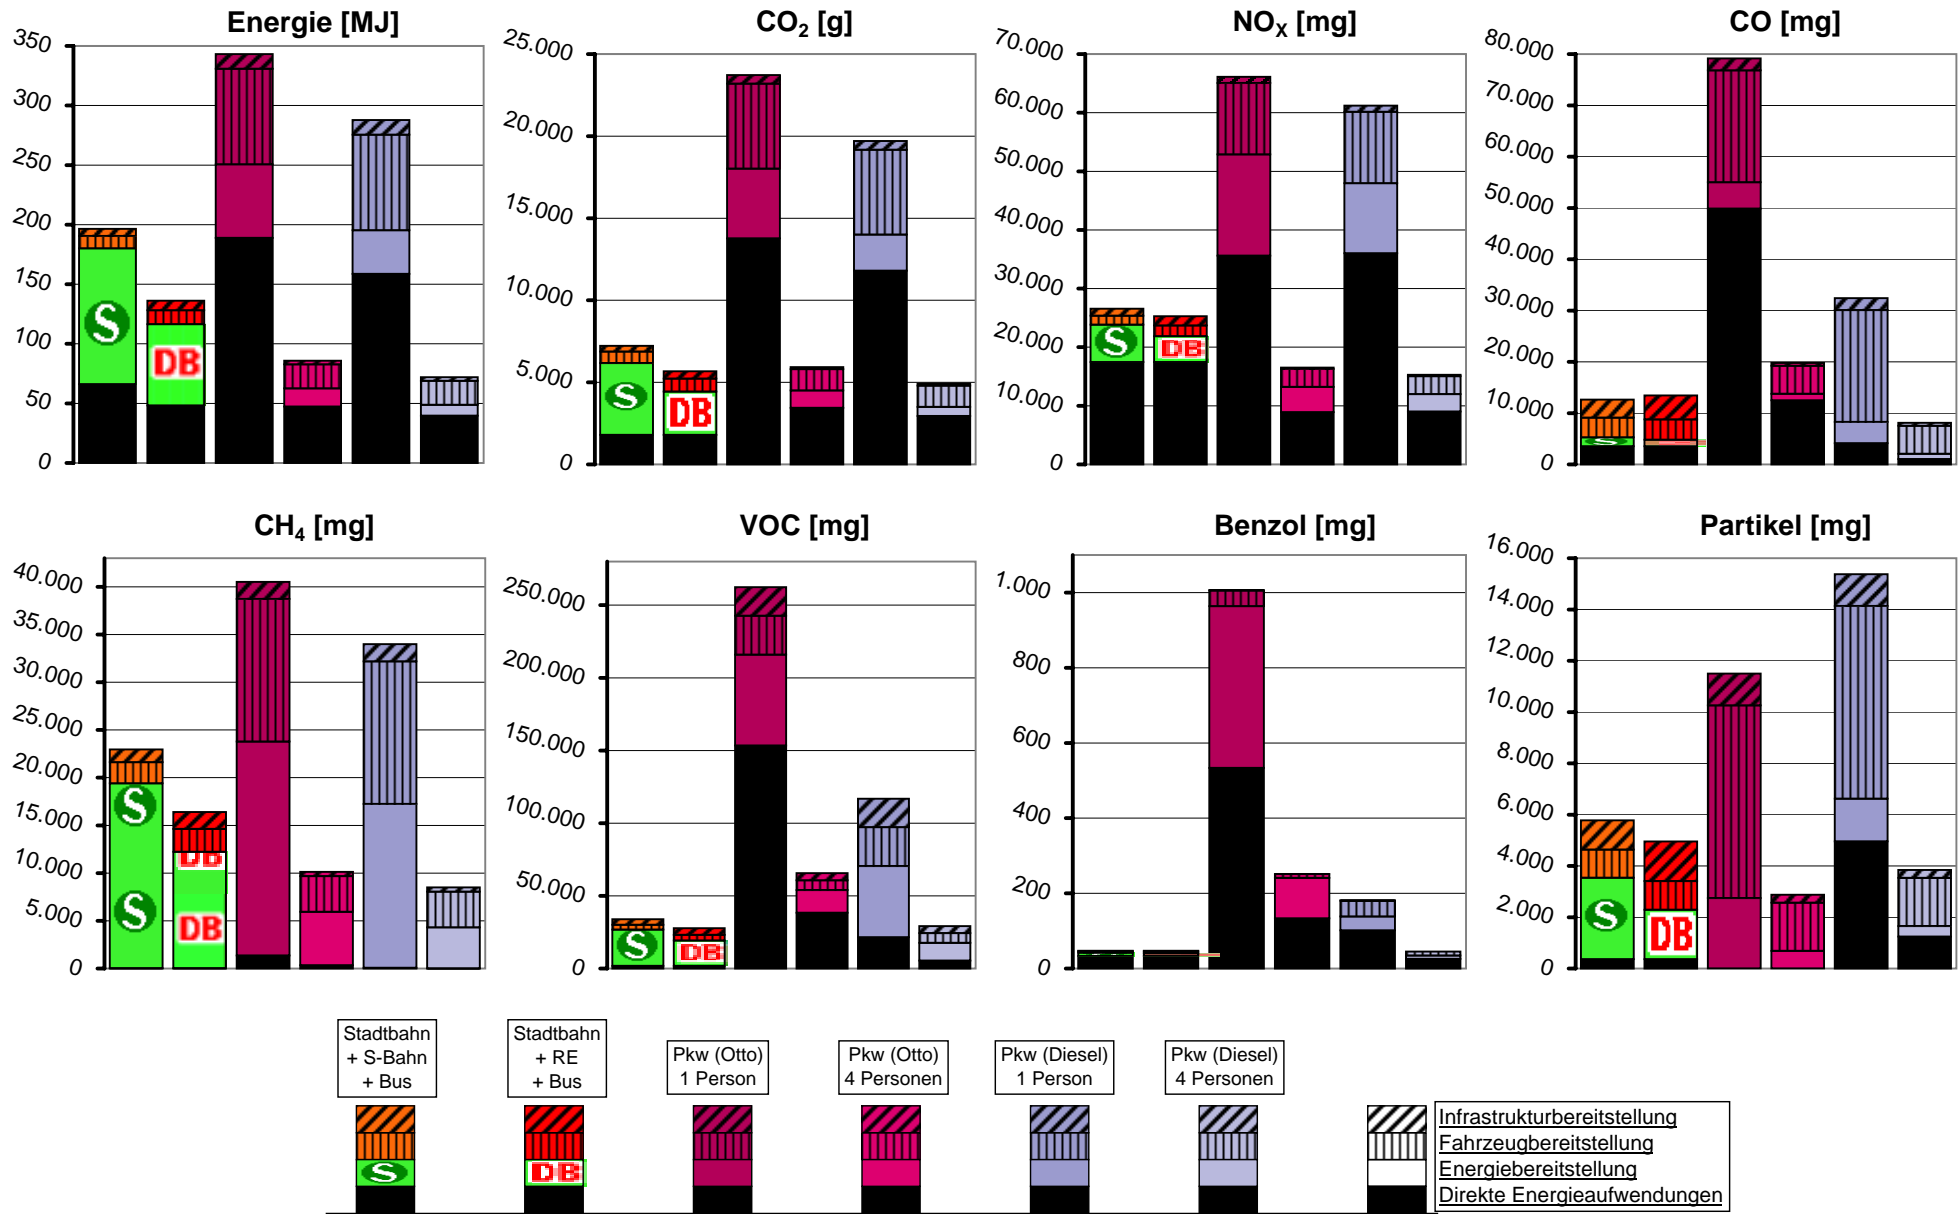 Energie [MJ]
350
300
250
200
150
100
50
0
S
DB
CO2 [g]
25.000
20.000
15.000
10.000
5.000
0
S
DB
NOX [mg]
70.000
60.000
50.000
40.000
30.000
20.000
10.000
0
S
DB
CO [mg]
80.000
70.000
60.000
50.000
40.000
30.000
20.000
10.000
0
S
CH4 [mg]
40.000
35.000
30.000
25.000
20.000
15.000
10.000
5.000
0
S
S
DB
DB
VOC [mg]
250.000
200.000
150.000
100.000
50.000
0
S
DB
Benzol [mg]
1.000
800
600
400
200
0
Partikel [mg]
16.000
14.000
12.000
10.000
8.000
6.000
4.000
2.000
0
S
DB
Stadtbahn
+ S-Bahn
+ Bus
Stadtbahn
+ RE
+ Bus
Pkw (Otto)
1 Person
Pkw (Otto)
4 Personen
Pkw (Diesel)
1 Person
Pkw (Diesel)
4 Personen
S
DB
Infrastrukturbereitstellung
Fahrzeugbereitstellung
Energiebereitstellung
Direkte Energieaufwendungen